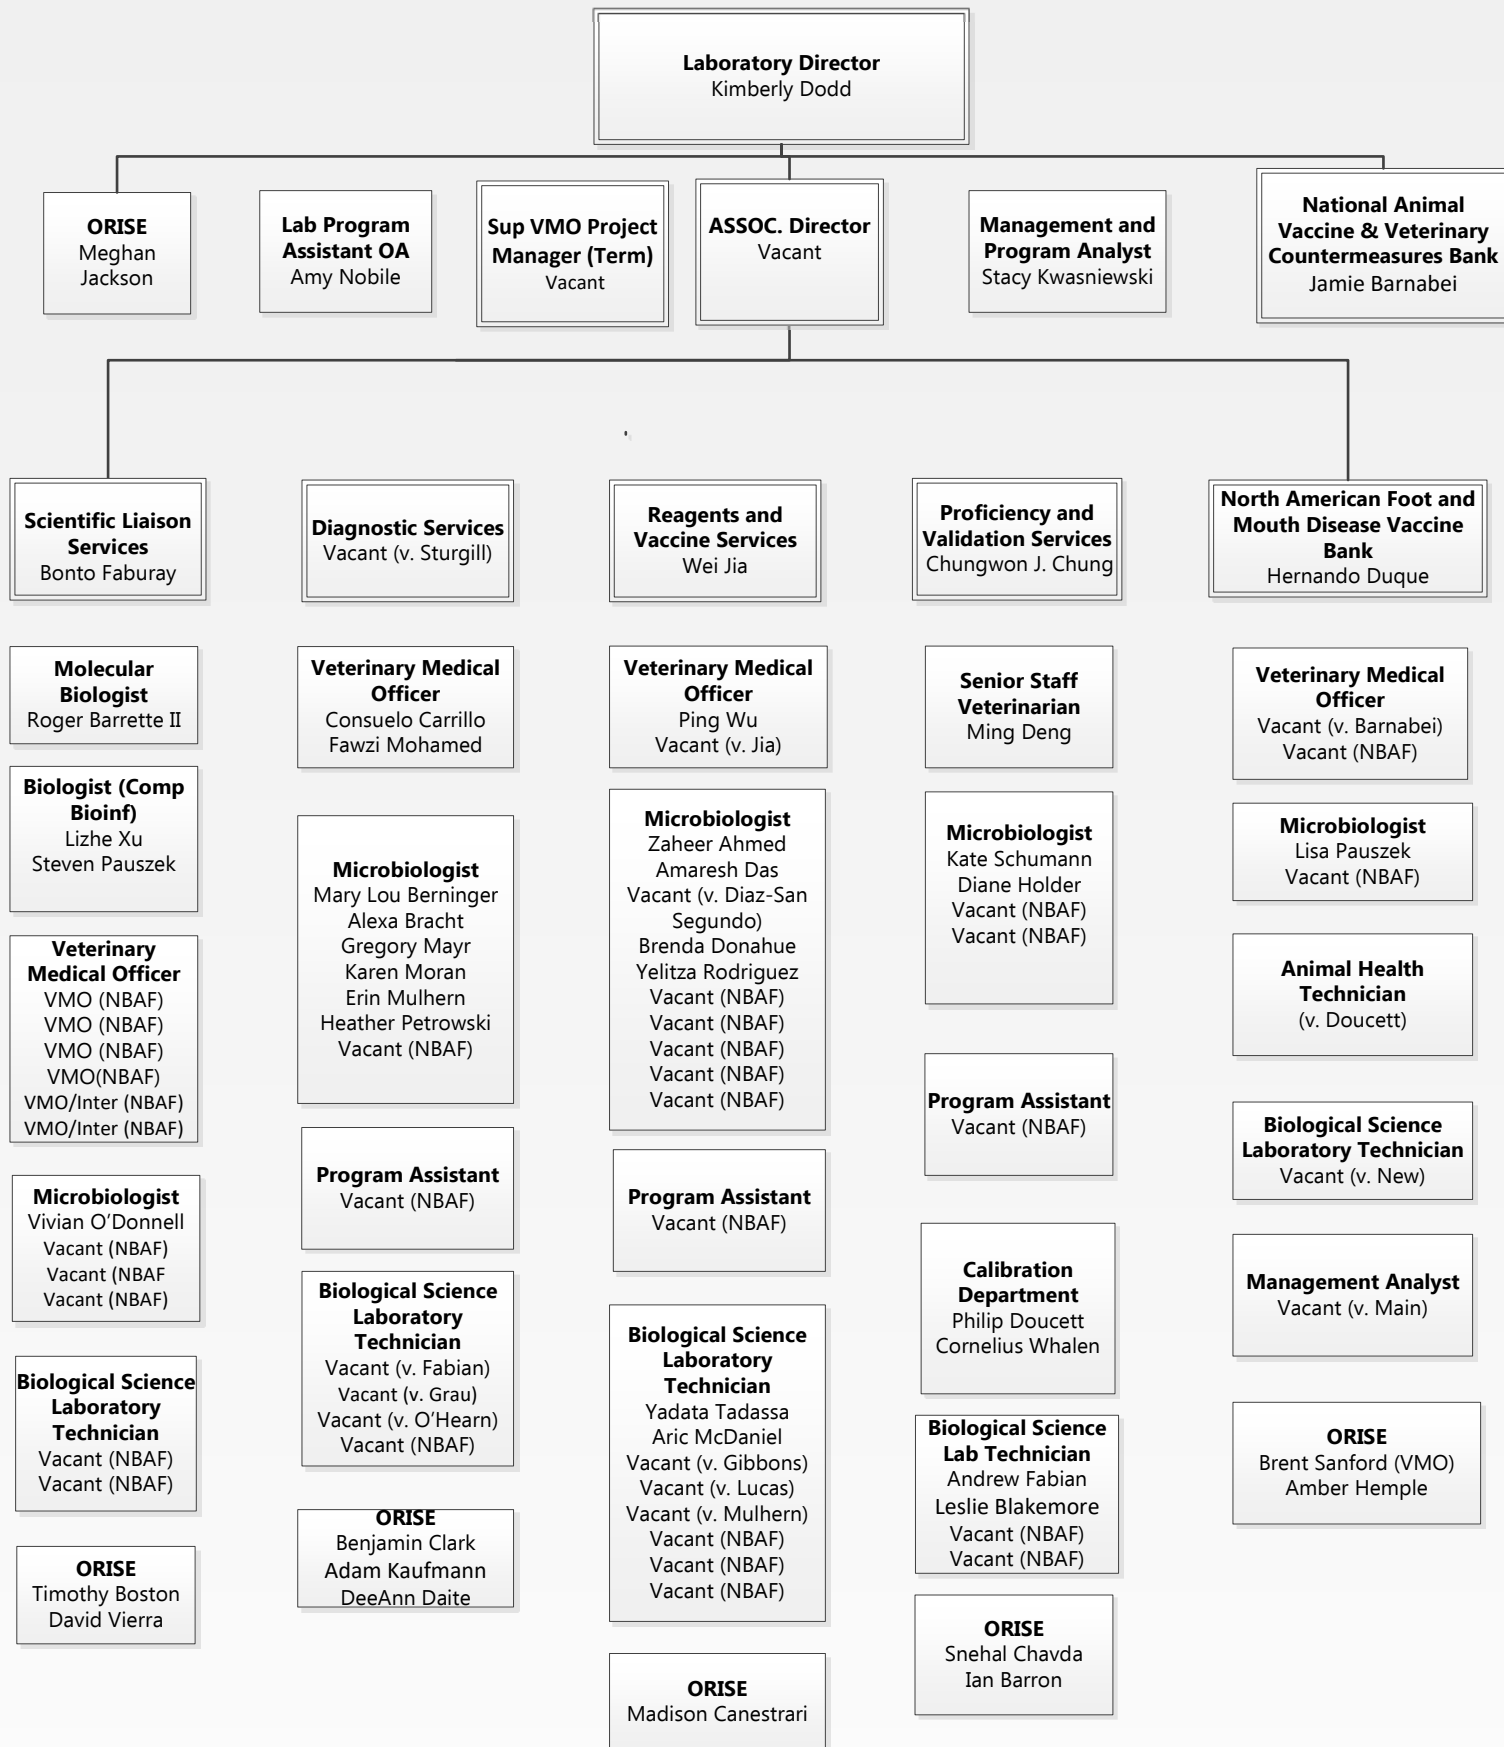 Laboratory Director
Kimberly Dodd
ORISE
Meghan
Jackson
Lab Program
Assistant OA
Amy Nobile
Sup VMO Project
Manager (Term)
Vacant
ASSOC. Director
Vacant
Management and
Program Analyst
Stacy Kwasniewski
National Animal
Vaccine & Veterinary
Countermeasures Bank
Jamie Barnabei
Scientific Liaison
Services
Bonto Faburay
Molecular
Biologist
Roger Barrette II
Biologist (Comp
Bioinf)
Lizhe Xu
Steven Pauszek
Veterinary
Medical Officer
VMO (NBAF)
VMO (NBAF)
VMO (NBAF)
VMO(NBAF)
VMO/Inter (NBAF)
VMO/Inter (NBAF)
Microbiologist
Vivian O’Donnell
Vacant (NBAF)
Vacant (NBAF
Vacant (NBAF)
Biological Science
Laboratory
Technician
Vacant (NBAF)
Vacant (NBAF)
ORISE
Timothy Boston
David Vierra
Diagnostic Services
Vacant (v. Sturgill)
Veterinary Medical
Officer
Consuelo Carrillo
Fawzi Mohamed
Microbiologist
Mary Lou Berninger
Alexa Bracht
Gregory Mayr
Karen Moran
Erin Mulhern
Heather Petrowski
Vacant (NBAF)
Program Assistant
Vacant (NBAF)
Biological Science
Laboratory
Technician
Vacant (v. Fabian)
Vacant (v. Grau)
Vacant (v. O’Hearn)
Vacant (NBAF)
ORISE
Benjamin Clark
Adam Kaufmann
DeeAnn Daite
Reagents and
Vaccine Services
Wei Jia
Veterinary Medical
Officer
Ping Wu
Vacant (v. Jia)
Microbiologist
Zaheer Ahmed
Amaresh Das
Vacant (v. Diaz-San
Segundo)
Brenda Donahue
Yelitza Rodriguez
Vacant (NBAF)
Vacant (NBAF)
Vacant (NBAF)
Vacant (NBAF)
Vacant (NBAF)
Program Assistant
Vacant (NBAF)
Biological Science
Laboratory
Technician
Yadata Tadassa
Aric McDaniel
Vacant (v. Gibbons)
Vacant (v. Lucas)
Vacant (v. Mulhern)
Vacant (NBAF)
Vacant (NBAF)
Vacant (NBAF)
ORISE
Madison Canestrari
Proficiency and
Validation Services
Chungwon J. Chung
Senior Staff
Veterinarian
Ming Deng
Microbiologist
Kate Schumann
Diane Holder
Vacant (NBAF)
Vacant (NBAF)
Program Assistant
Vacant (NBAF)
Calibration
Department
Philip Doucett
Cornelius Whalen
Biological Science
Lab Technician
Andrew Fabian
Leslie Blakemore
Vacant (NBAF)
Vacant (NBAF)
ORISE
Snehal Chavda
Ian Barron
North American Foot and
Mouth Disease Vaccine
Bank
Hernando Duque
Veterinary Medical
Officer
Vacant (v. Barnabei)
Vacant (NBAF)
Microbiologist
Lisa Pauszek
Vacant (NBAF)
Animal Health
Technician
(v. Doucett)
Biological Science
Laboratory Technician
Vacant (v. New)
Management Analyst
Vacant (v. Main)
ORISE
Brent Sanford (VMO)
Amber Hemple